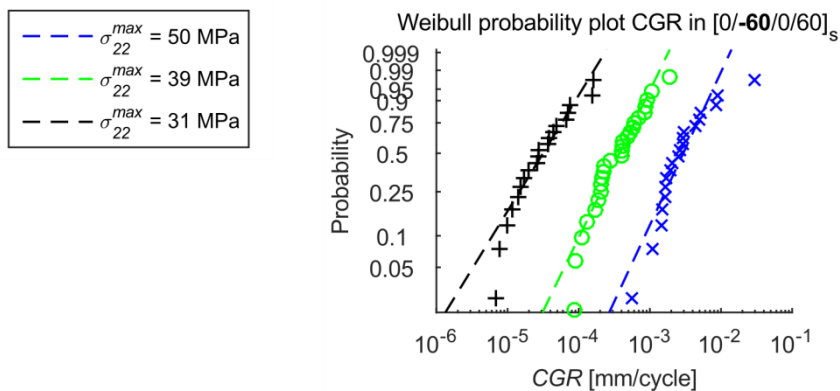 σ₂₂ᵐᵃˣ = 50 MPa
σ₂₂ᵐᵃˣ = 39 MPa
σ₂₂ᵐᵃˣ = 31 MPa
Weibull probability plot CGR in [0/-60/0/60]ₛ
Probability
0.999
0.99
0.95
0.9
0.75
0.5
0.25
0.1
0.05
10⁻⁶ 10⁻⁵ 10⁻⁴ 10⁻³ 10⁻² 10⁻¹
CGR [mm/cycle]